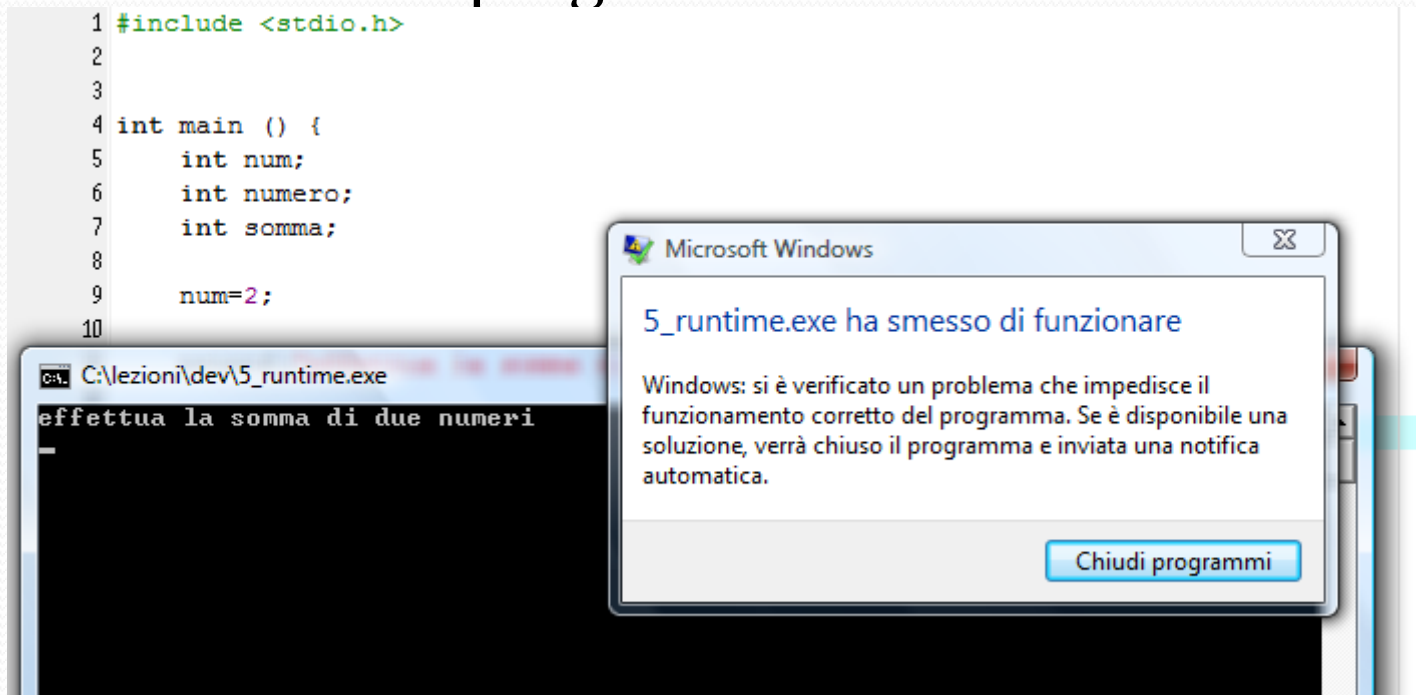 1 #include <stdio.h>
2
3
4 int main () {
5 int num;
6 int numero;
7 int somma;
8
9 num=2;
10
Microsoft Windows
5_runtime.exe ha smesso di funzionare
Windows: si è verificato un problema che impedisce il
funzionamento corretto del programma. Se è disponibile una
soluzione, verrà chiuso il programma e inviata una notifica
automatica.
Chiudi programmi
C:\lezioni\dev\5_runtime.exe
effettua la somma di due numeri